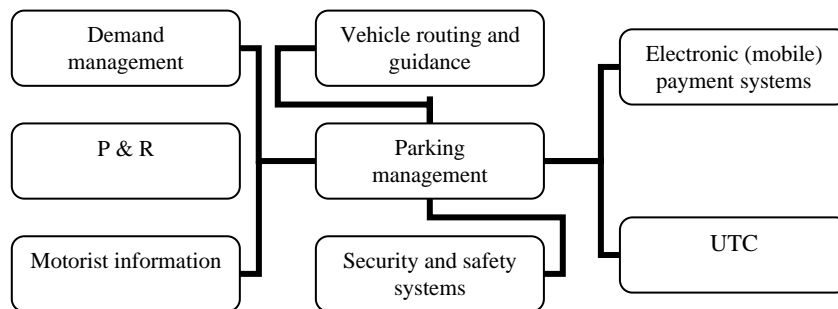 Demand
management
Vehicle routing and
guidance
Electronic (mobile)
payment systems
P & R
Parking
management
Motorist information
Security and safety
systems
UTC